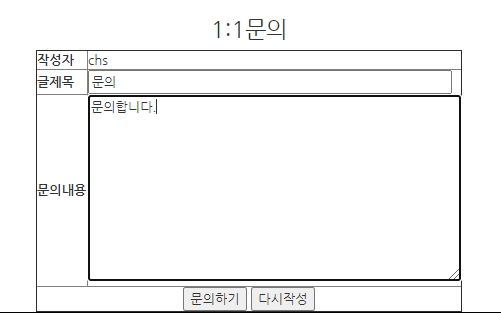 1:1문의
작성자 chs
글제목 문의
문의내용 문의합니다.
문의하기 다시작성